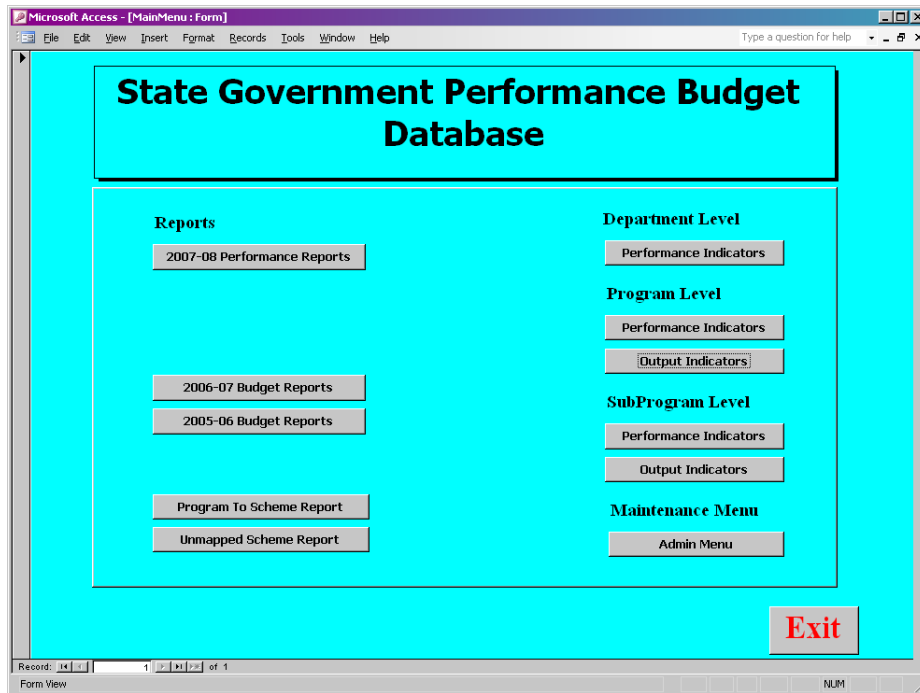 Microsoft Access - [MainMenu : Form]
File Edit View Insert Format Records Tools Window Help Type a question for help
State Government Performance Budget
Database
Reports
2007-08 Performance Reports
2006-07 Budget Reports
2005-06 Budget Reports
Program To Scheme Report
Unmapped Scheme Report
Department Level
Performance Indicators
Program Level
Performance Indicators
Output Indicators
SubProgram Level
Performance Indicators
Output Indicators
Maintenance Menu
Admin Menu
Exit
Record: 1 of 1
Form View NUM